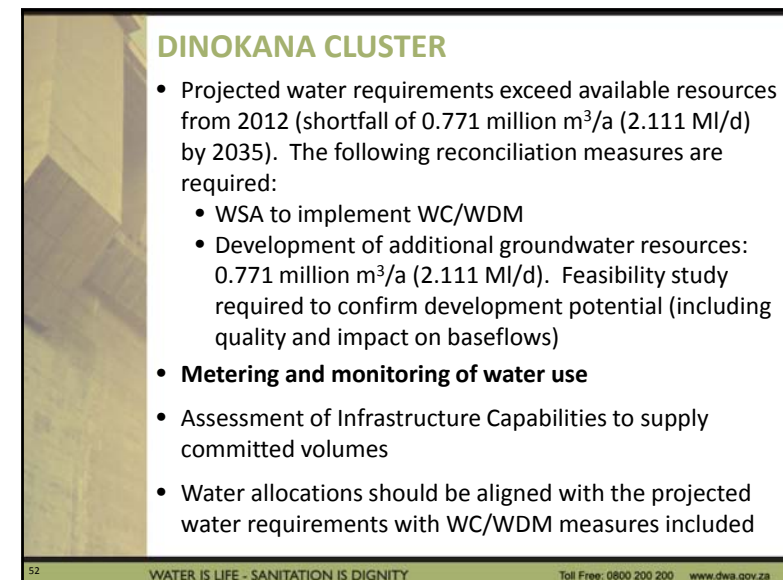 DINOKANA CLUSTER
• Projected water requirements exceed available resources
from 2012 (shortfall of 0.771 million m³/a (2.111 Ml/d)
by 2035). The following reconciliation measures are
required:
• WSA to implement WC/WDM
• Development of additional groundwater resources:
0.771 million m³/a (2.111 Ml/d). Feasibility study
required to confirm development potential (including
quality and impact on baseflows)
• Metering and monitoring of water use
• Assessment of Infrastructure Capabilities to supply
committed volumes
• Water allocations should be aligned with the projected
water requirements with WC/WDM measures included
52 WATER IS LIFE - SANITATION IS DIGNITY Toll Free: 0800 200 200 www.dwa.gov.za